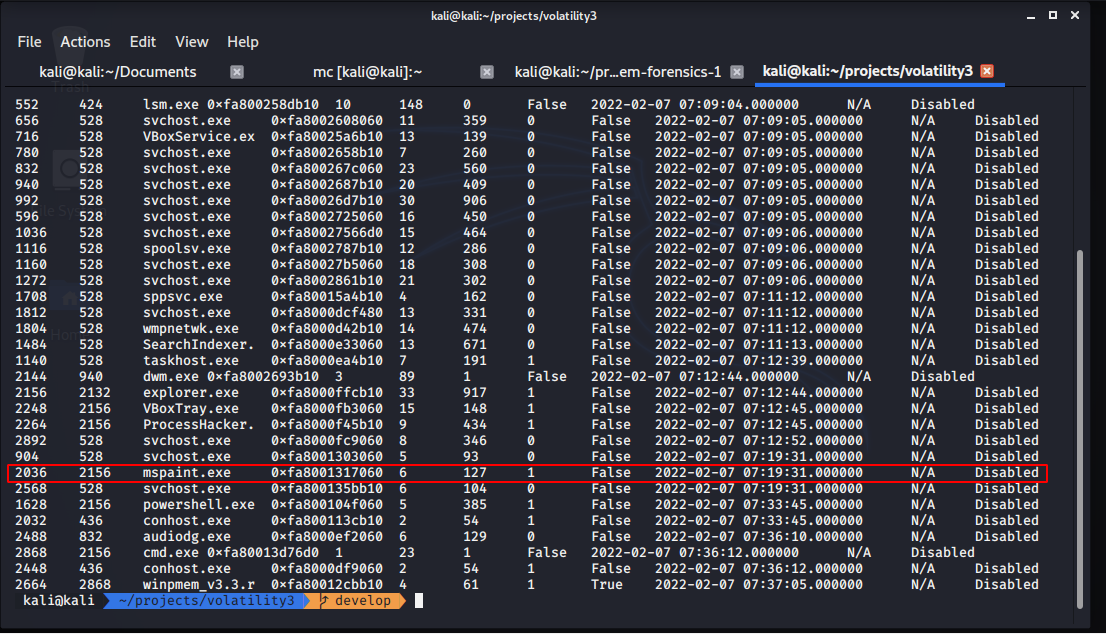 kali@kali:~/projects/volatility3
File Actions Edit View Help
kali@kali:~/Documents mc [kali@kali]:~ kali@kali:~/pr…em-forensics-1 kali@kali:~/projects/volatility3
552 424 lsm.exe 0×fa800258db10 10 148 0 False 2022-02-07 07:09:04.000000 N/A Disabled
656 528 svchost.exe 0×fa8002608060 11 359 0 False 2022-02-07 07:09:05.000000 N/A Disabled
716 528 VBoxService.ex 0×fa80025a6b10 13 139 0 False 2022-02-07 07:09:05.000000 N/A Disabled
780 528 svchost.exe 0×fa8002658b10 7 260 0 False 2022-02-07 07:09:05.000000 N/A Disabled
832 528 svchost.exe 0×fa800267c060 23 560 0 False 2022-02-07 07:09:05.000000 N/A Disabled
940 528 svchost.exe 0×fa8002687b10 20 409 0 False 2022-02-07 07:09:05.000000 N/A Disabled
992 528 svchost.exe 0×fa80026d7b10 30 906 0 False 2022-02-07 07:09:05.000000 N/A Disabled
596 528 svchost.exe 0×fa8002725060 16 450 0 False 2022-02-07 07:09:05.000000 N/A Disabled
1036 528 svchost.exe 0×fa80027566d0 15 464 0 False 2022-02-07 07:09:06.000000 N/A Disabled
1116 528 spoolsv.exe 0×fa8002787b10 12 286 0 False 2022-02-07 07:09:06.000000 N/A Disabled
1160 528 svchost.exe 0×fa80027b5060 18 308 0 False 2022-02-07 07:09:06.000000 N/A Disabled
1272 528 svchost.exe 0×fa8002861b10 21 302 0 False 2022-02-07 07:09:06.000000 N/A Disabled
1708 528 sppsvc.exe 0×fa80015a4b10 4 162 0 False 2022-02-07 07:11:12.000000 N/A Disabled
1812 528 svchost.exe 0×fa8000dcf480 13 331 0 False 2022-02-07 07:11:12.000000 N/A Disabled
1804 528 wmpnetwk.exe 0×fa8000d42b10 14 474 0 False 2022-02-07 07:11:12.000000 N/A Disabled
1484 528 SearchIndexer. 0×fa8000e33060 13 671 0 False 2022-02-07 07:11:13.000000 N/A Disabled
1140 528 taskhost.exe 0×fa8000ea4b10 7 191 1 False 2022-02-07 07:12:39.000000 N/A Disabled
2144 940 dwm.exe 0×fa8002693b10 3 89 1 False 2022-02-07 07:12:44.000000 N/A Disabled
2156 2132 explorer.exe 0×fa8000ffcb10 33 917 1 False 2022-02-07 07:12:44.000000 N/A Disabled
2248 2156 VBoxTray.exe 0×fa8000fb3060 15 148 1 False 2022-02-07 07:12:45.000000 N/A Disabled
2264 2156 ProcessHacker. 0×fa8000f45b10 9 434 1 False 2022-02-07 07:12:45.000000 N/A Disabled
2892 528 svchost.exe 0×fa8000fc9060 8 346 0 False 2022-02-07 07:12:52.000000 N/A Disabled
904 528 svchost.exe 0×fa8001303060 5 93 0 False 2022-02-07 07:19:31.000000 N/A Disabled
2036 2156 mspaint.exe 0×fa8001317060 6 127 1 False 2022-02-07 07:19:31.000000 N/A Disabled
2568 528 svchost.exe 0×fa800135bb10 6 104 0 False 2022-02-07 07:19:31.000000 N/A Disabled
1628 2156 powershell.exe 0×fa800104f060 5 385 1 False 2022-02-07 07:33:45.000000 N/A Disabled
2032 436 conhost.exe 0×fa800113cb10 2 54 1 False 2022-02-07 07:33:45.000000 N/A Disabled
2488 832 audiodg.exe 0×fa8000ef2060 6 129 0 False 2022-02-07 07:36:10.000000 N/A Disabled
2868 2156 cmd.exe 0×fa80013d76d0 1 23 1 False 2022-02-07 07:36:12.000000 N/A Disabled
2448 436 conhost.exe 0×fa8000df9060 2 54 1 False 2022-02-07 07:36:12.000000 N/A Disabled
2664 2868 winpmem_v3.3.r 0×fa80012cbb10 4 61 1 True 2022-02-07 07:37:05.000000 N/A Disabled
kali@kali ~/projects/volatility3 develop